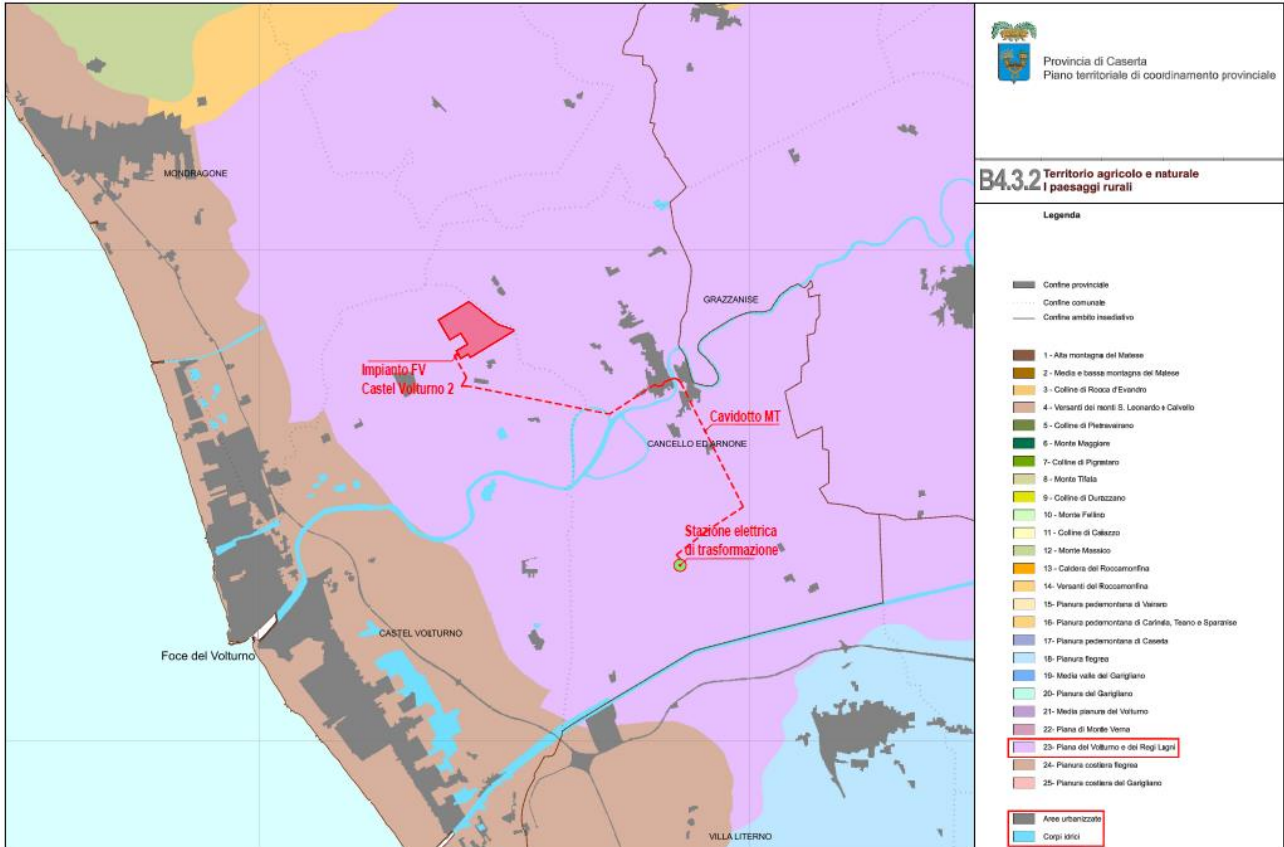 MONDRAGONE
GRAZZANISE
Impianto FV
Castel Volturno 2
Cavidotto MT
CANCELLO ED ARNONE
Stazione elettrica
di trasformazione
CASTEL VOLTURNO
Foce del Volturno
VILLA LITERNO
Provincia di Caserta
Piano territoriale di coordinamento provinciale
B4.3.2 Territorio agricolo e naturale
I paesaggi rurali
Legenda
Confine provinciale
Confine comunale
Confine ambito insediativo
1 - Alta montagna del Matese
2 - Media e bassa montagna del Matese
3 - Colline di Rocca d'Evandro
4 - Versanti dei monti S. Leonardo e Calvello
5 - Colline di Pietravairano
6 - Monte Maggiore
7- Colline di Pignataro
8 - Monte Tifata
9 - Colline di Durazzano
10 - Monte Fellino
11 - Colline di Caiazzo
12 - Monte Massico
13 - Caldera del Roccamonfina
14- Versanti del Roccamonfina
15- Pianura pedemontana di Vairano
16- Pianura pedemontana di Carinola, Teano e Sparanise
17- Pianura pedemontana di Caserta
18- Pianura flegrea
19- Media valle del Garigliano
20- Pianura del Garigliano
21- Media pianura del Volturno
22- Piana di Monte Verna
23- Piana del Volturno e dei Regi Lagni
24- Pianura costiera flegrea
25- Pianura costiera del Garigliano
Aree urbanizzate
Corpi idrici